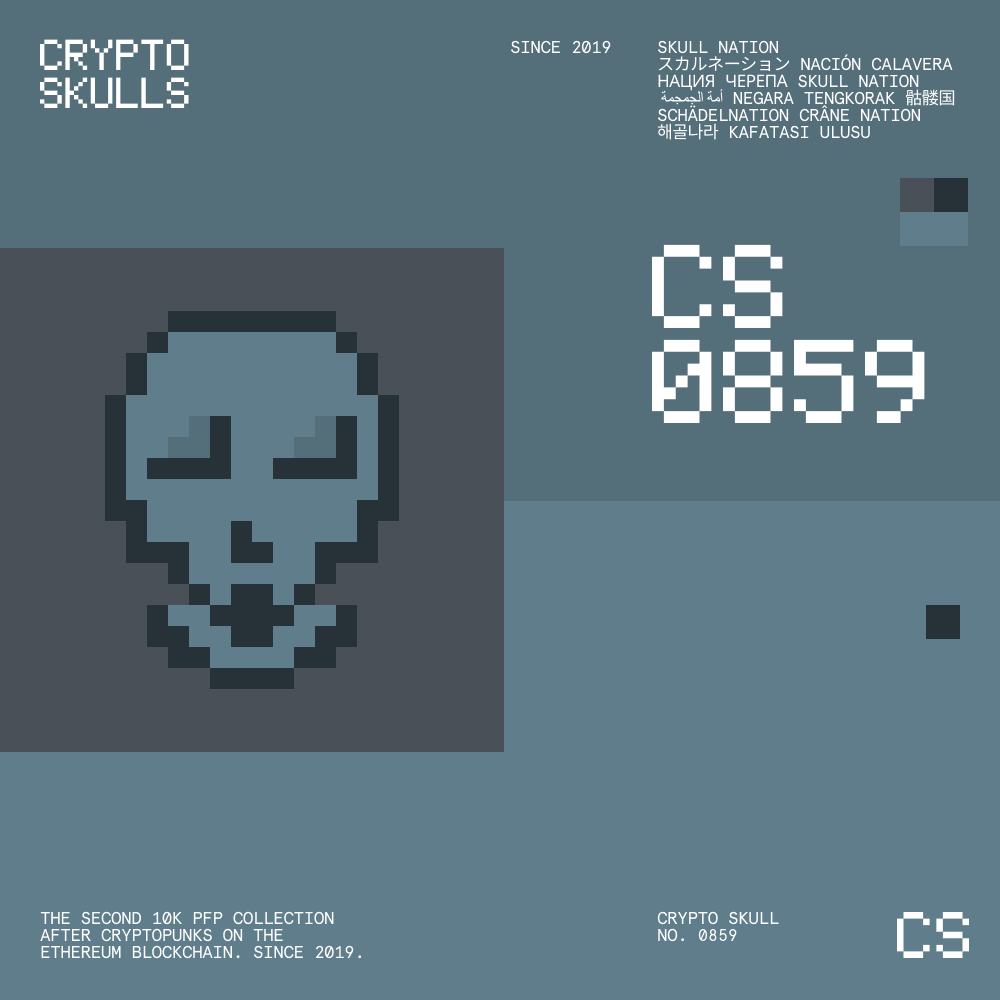 CRYPTO
SKULLS
SINCE 2019
SKULL NATION
スカルネーション NACIÓN CALAVERA
НАЦИЯ ЧЕРЕПА SKULL NATION
أمة الجمجمة NEGARA TENGKORAK 骷髅国
SCHÄDELNATION CRÂNE NATION
해골나라 KAFATASI ULUSU
CS
0859
THE SECOND 10K PFP COLLECTION
AFTER CRYPTOPUNKS ON THE
ETHEREUM BLOCKCHAIN. SINCE 2019.
CRYPTO SKULL
NO. 0859
CS